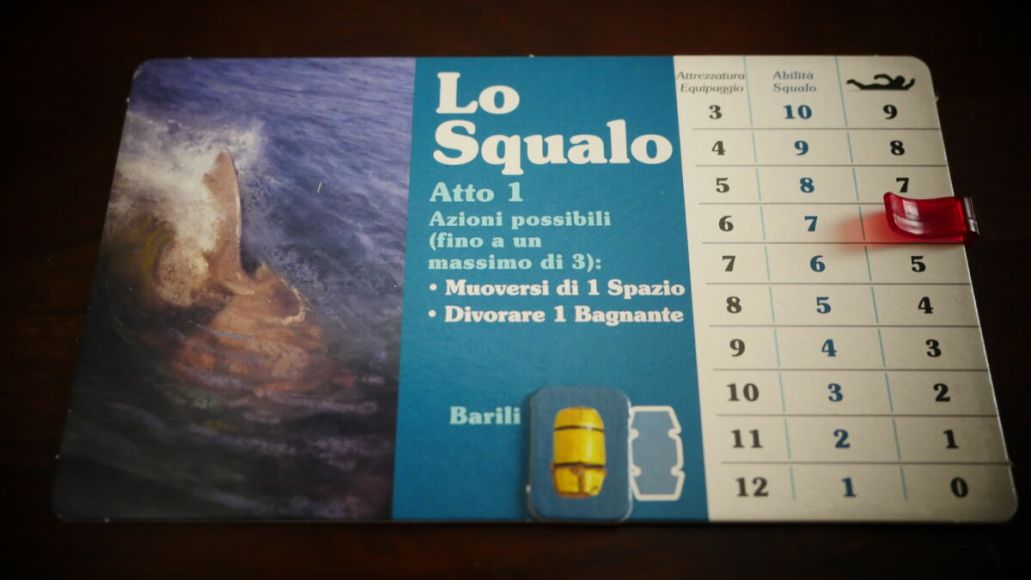 Lo
Squalo
Atto 1
Azioni possibili
(fino a un
massimo di 3):
• Muoversi di 1 Spazio
• Divorare 1 Bagnante
Barili
Attrezzatura Equipaggio Abilità Squalo
3 10 9
4 9 8
5 8 7
6 7
7 6 5
8 5 4
9 4 3
10 3 2
11 2 1
12 1 0